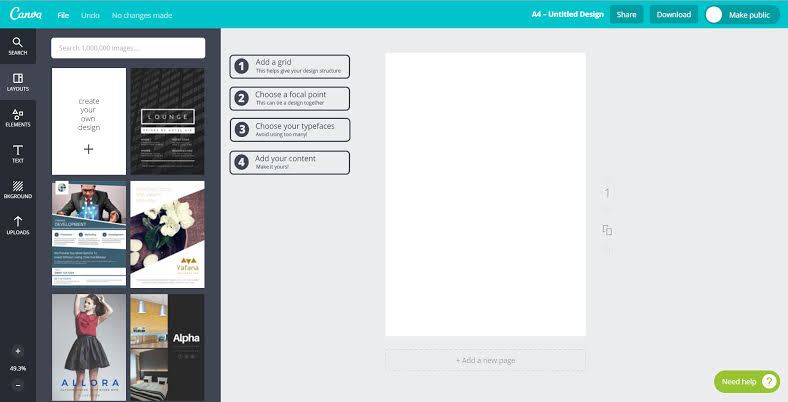 Canva File Undo No changes made A4 - Untitled Design Share Download Make public
SEARCH
LAYOUTS
ELEMENTS
TEXT
BKGROUND
UPLOADS
+
49.3%
-
Search 1,000,000 images...
create
your
own
design
+
LOUNGE
DEVELOPMENT
Yafana
ALLORA
Alpha
1 Add a grid
This helps give your design structure
2 Choose a focal point
This can tie a design together
3 Choose your typefaces
Avoid using too many!
4 Add your content
Make it yours!
1
+ Add a new page
Need help ?